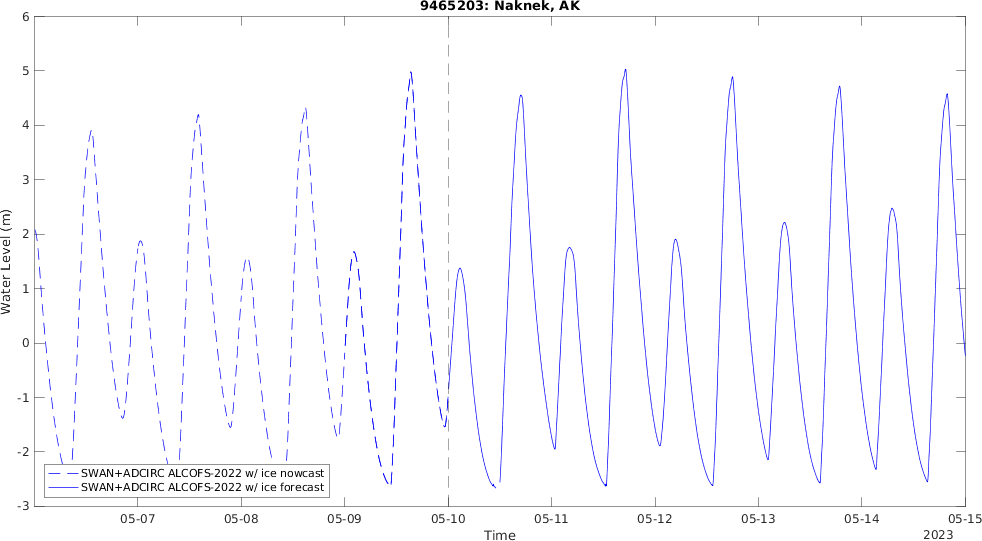 9465203: Naknek, AK
6
5
4
3
2
1
0
-1
-2
-3
Water Level (m)
SWAN+ADCIRC ALCOFS-2022 w/ ice nowcast
SWAN+ADCIRC ALCOFS-2022 w/ ice forecast
05-07 05-08 05-09 05-10 05-11 05-12 05-13 05-14 05-15
Time
2023